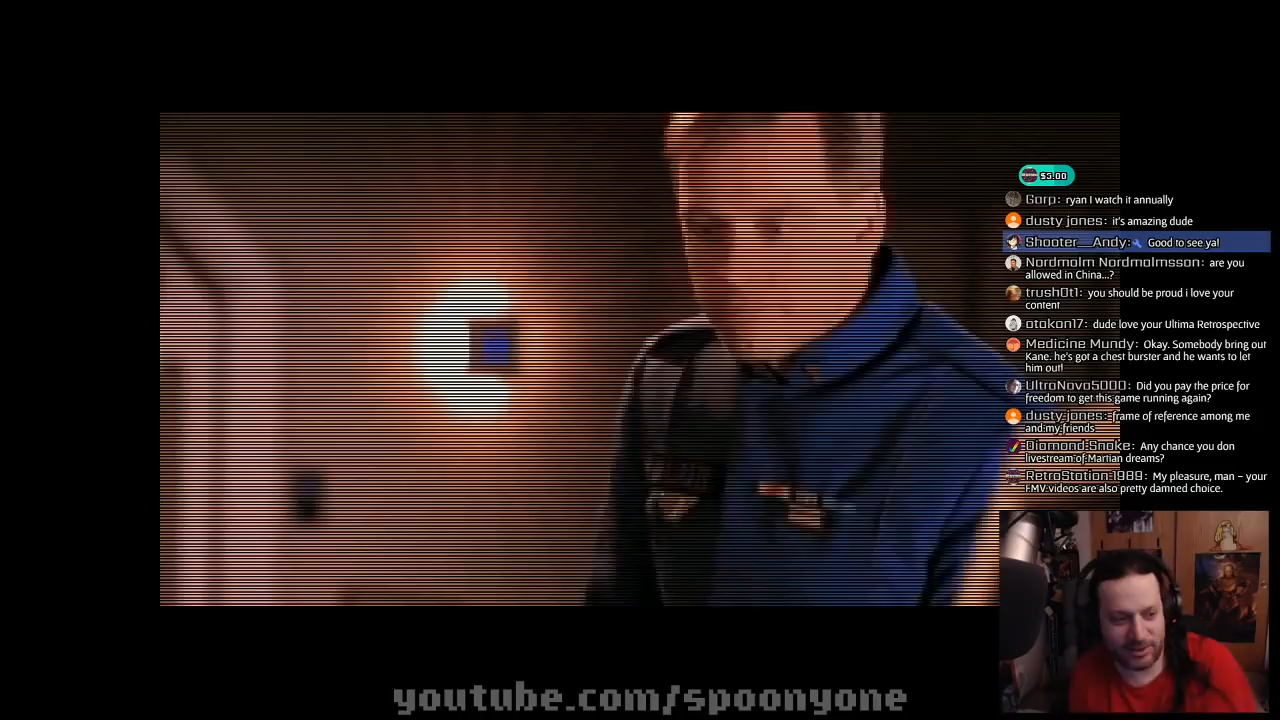 $5.00
Gorp: ryan I watch it annually
dusty jones: it's amazing dude
Shooter__Andy: Good to see ya!
Nordmolm Nordmolmsson: are you
allowed in China...?
trush0t1: you should be proud i love your
content
otakon17: dude love your Ultima Retrospective
Medicine Mundy: Okay. Somebody bring out
Kane. he's got a chest burster and he wants to let
him out!
UltraNova5000: Did you pay the price for
freedom to get this game running again?
dusty jones: frame of reference among me
and my friends
Diamond Snake: Any chance you don
livestream of Martian dreams?
RetroStation 1989: My pleasure, man – your
FMV videos are also pretty damned choice.
youtube.com/spoonyone